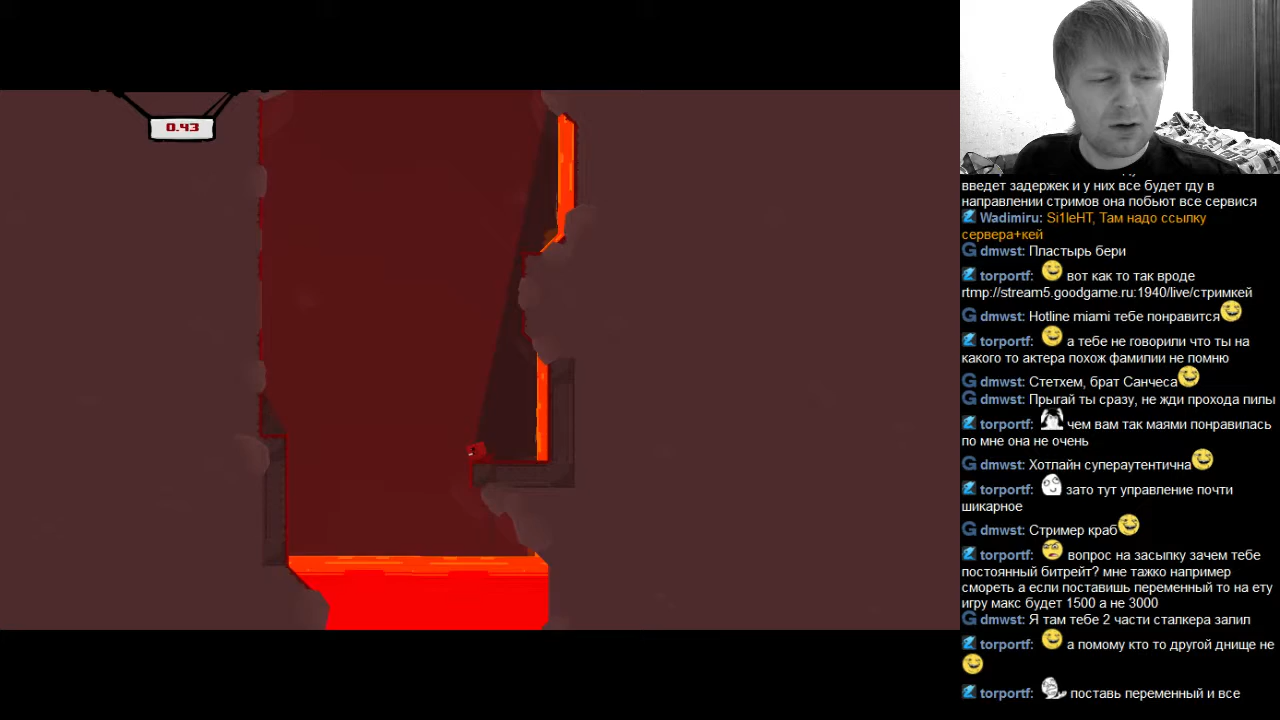 0.43
введет задержек и у них все будет гду в
направлении стримов она побьют все сервися
Wadimiru: Si1leHT, Там надо ссылку
сервера+кей
dmwst: Пластырь бери
torportf: вот как то так вроде
rtmp://stream5.goodgame.ru:1940/live/стримкей
dmwst: Hotline miami тебе понравится
torportf: а тебе не говорили что ты на
какого то актера похож фамилии не помню
dmwst: Стетхем, брат Санчеса
dmwst: Прыгай ты сразу, не жди прохода пилы
torportf: чем вам так маями понравилась
по мне она не очень
dmwst: Хотлайн супераутентична
torportf: зато тут управление почти
шикарное
dmwst: Стример краб
torportf: вопрос на засыпку зачем тебе
постоянный битрейт? мне тажко например
смореть а если поставишь переменный то на ету
игру макс будет 1500 а не 3000
dmwst: Я там тебе 2 части сталкера запил
torportf: а помому кто то другой днище не
torportf: поставь переменный и все